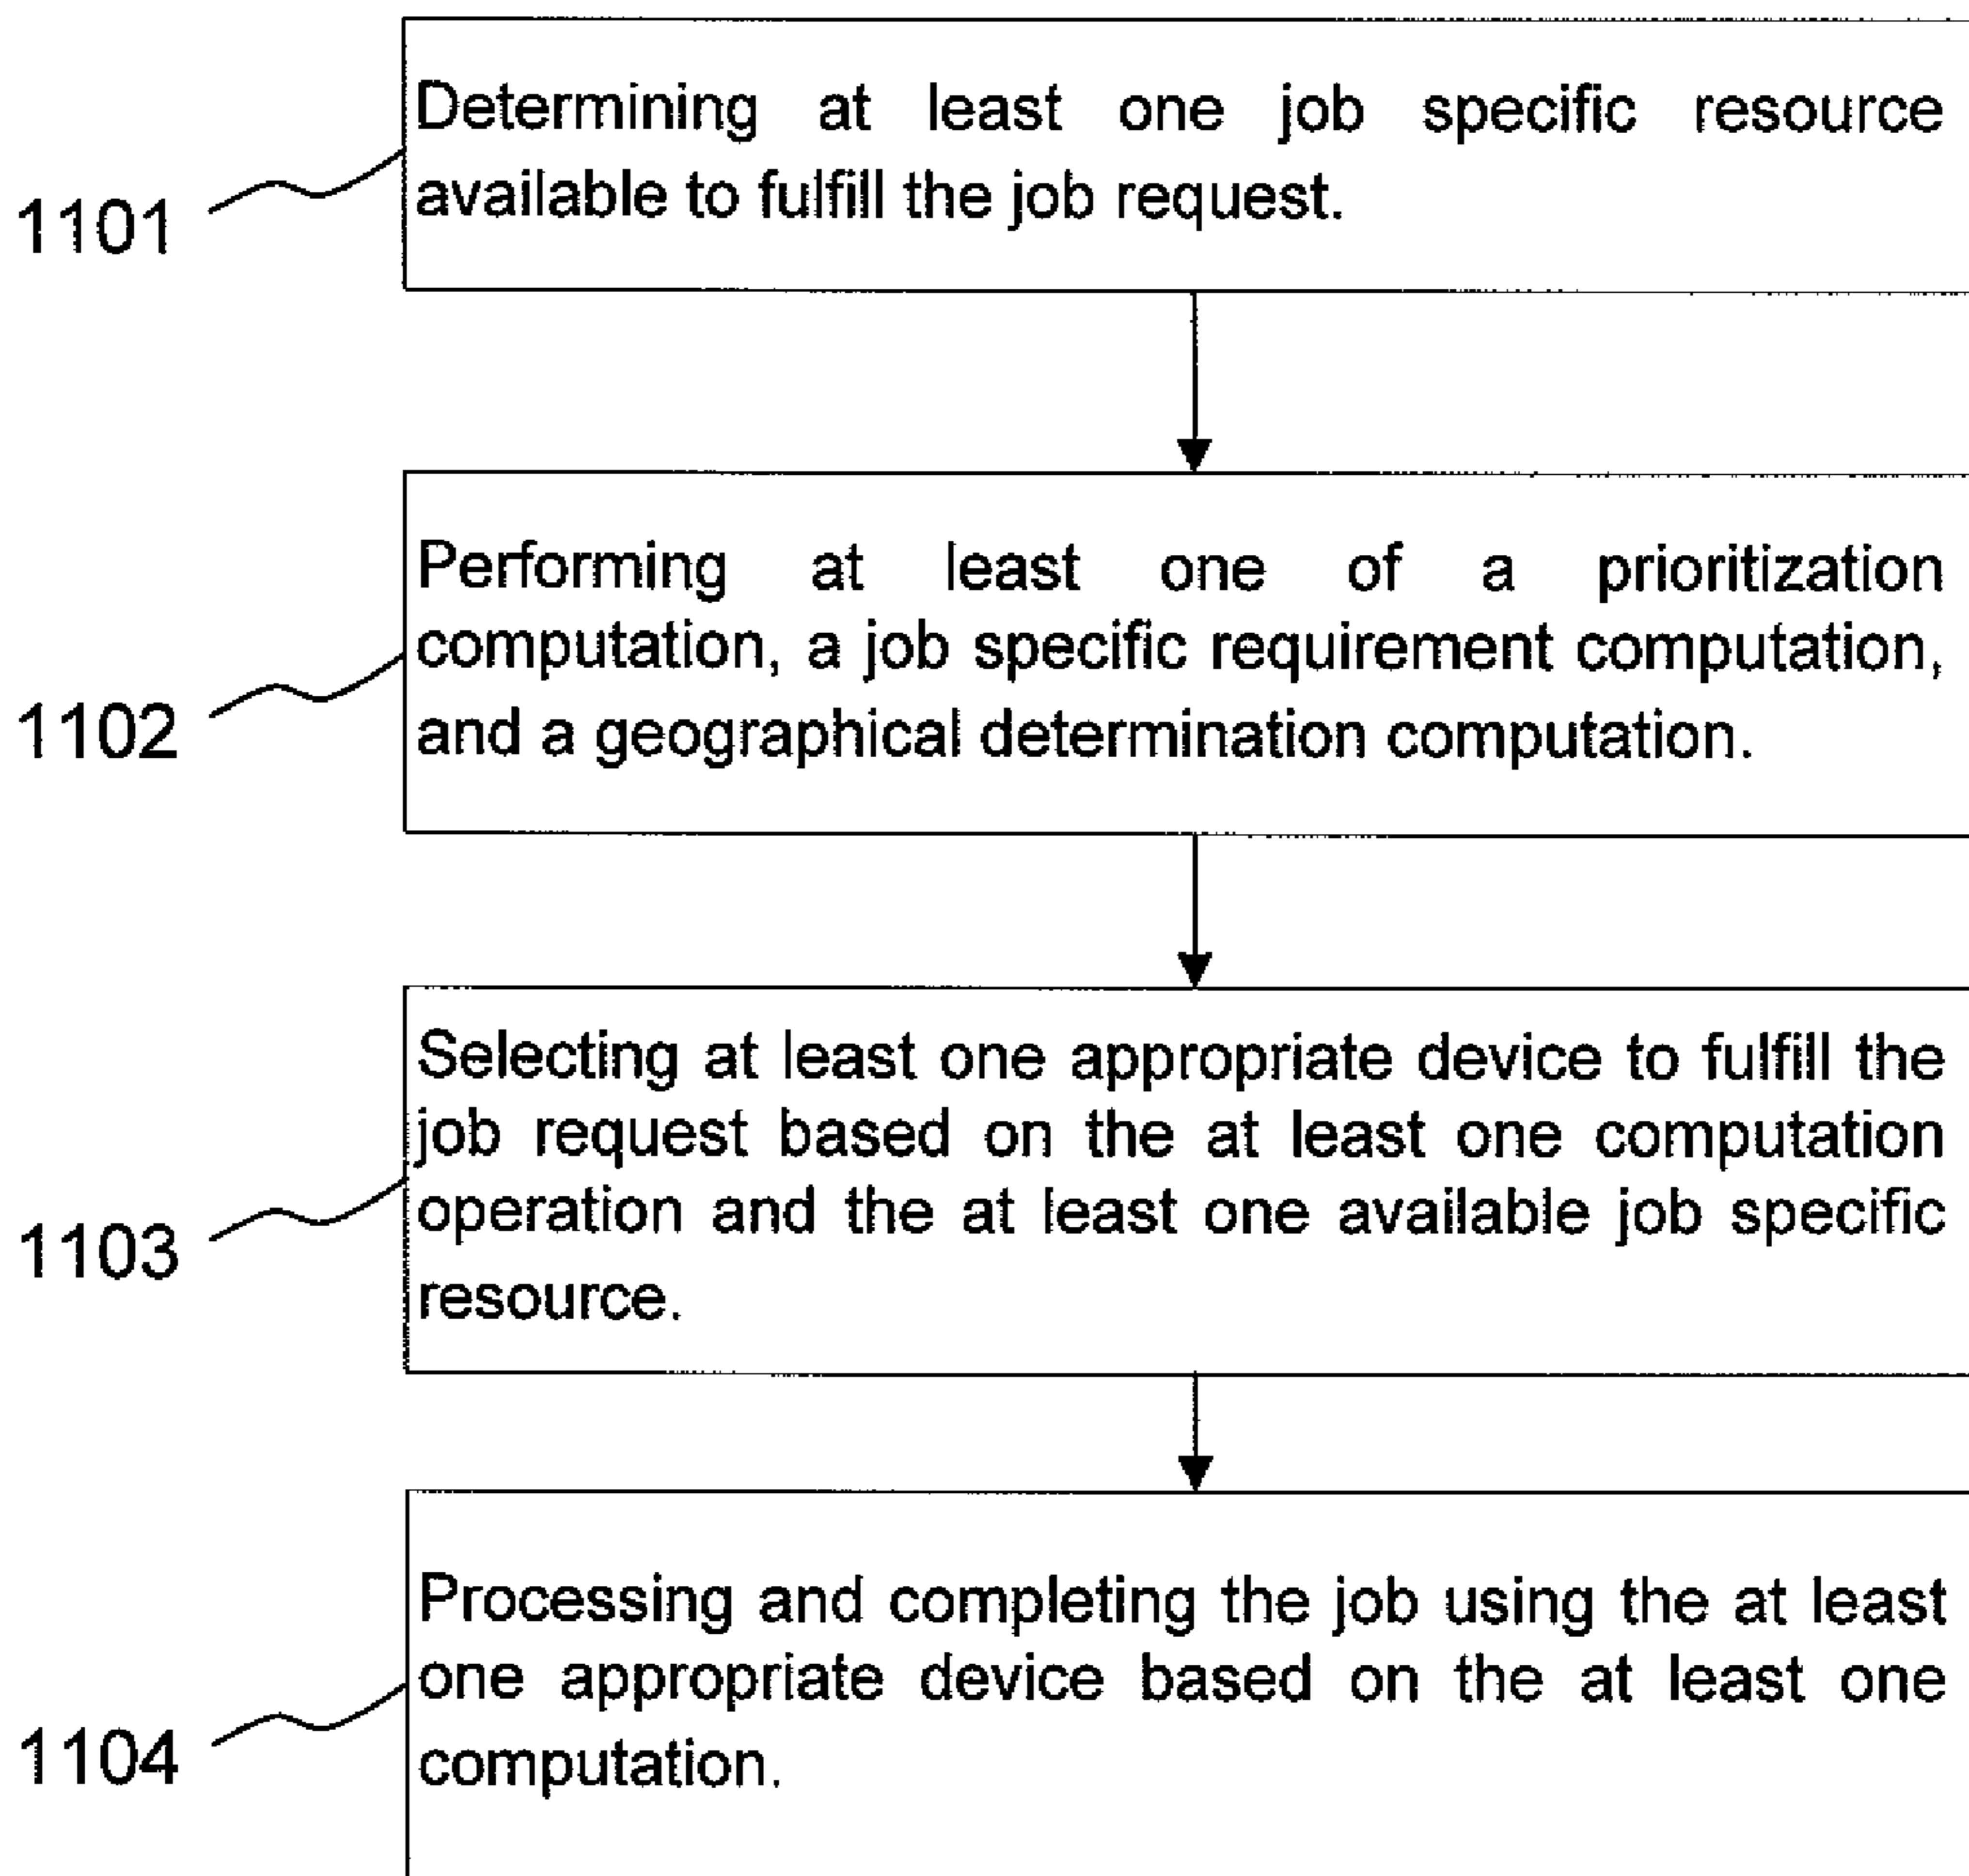 Determining at least one job specific resource
available to fulfill the job request.
1101
Performing at least one of a prioritization
computation, a job specific requirement computation,
and a geographical determination computation.
1102
Selecting at least one appropriate device to fulfill the
job request based on the at least one computation
operation and the at least one available job specific
resource.
1103
Processing and completing the job using the at least
one appropriate device based on the at least one
computation.
1104